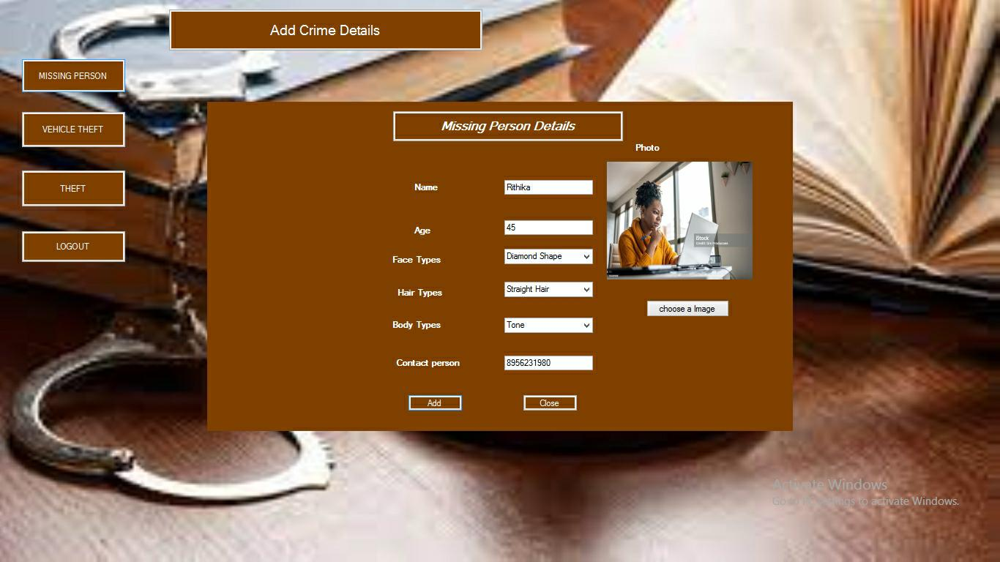 Add Crime Details
MISSING PERSON
VEHICLE THEFT
THEFT
LOGOUT
Missing Person Details
Photo
Name Rithika
Age 45
Face Types Diamond Shape
Hair Types Straight Hair
Body Types Tone
Contact person 8956231980
iStock
choose a Image
Add Close
Activate Windows
Go to PC settings to activate Windows.